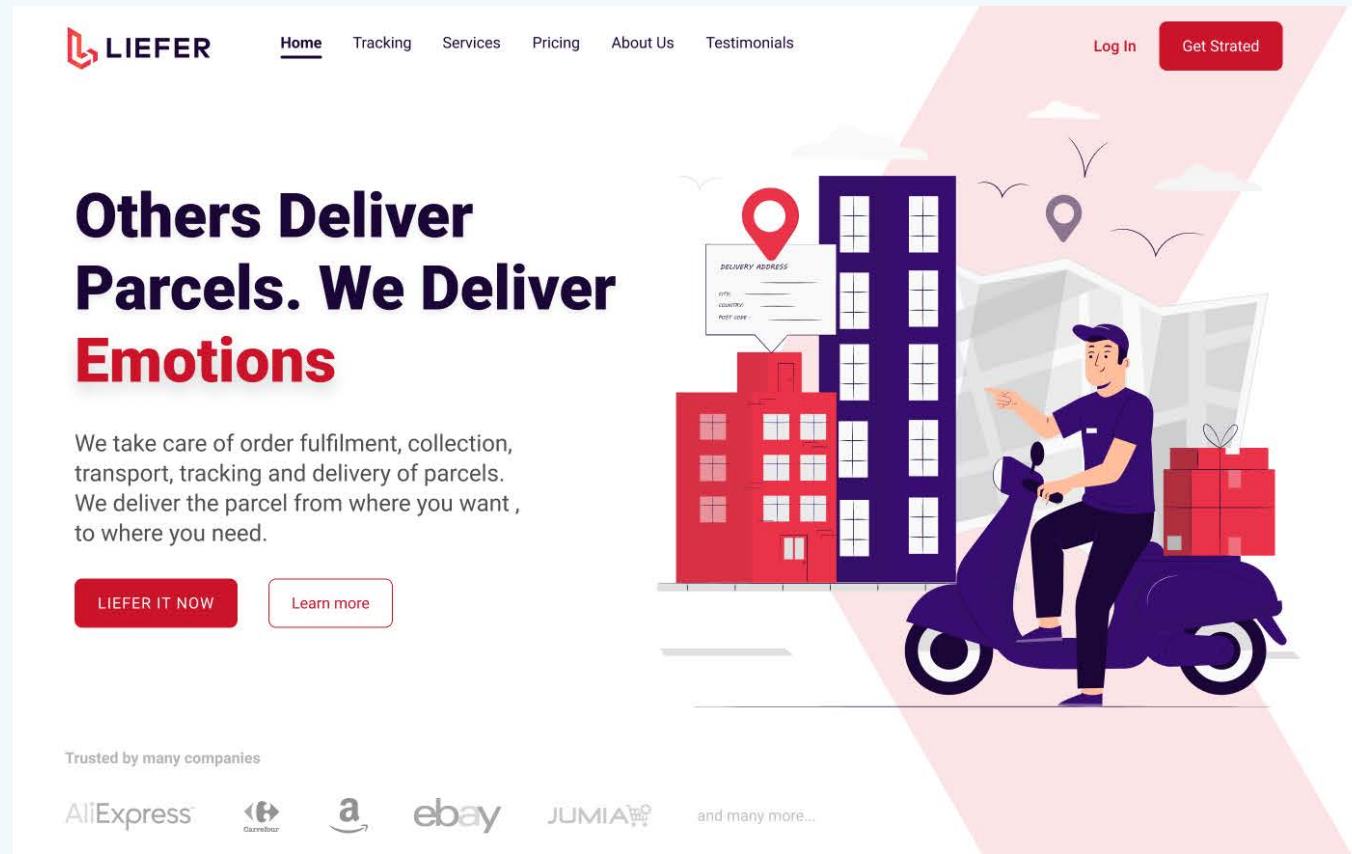 LIEFER
Home Tracking Services Pricing About Us Testimonials
Log In
Get Strated
Others Deliver
Parcels. We Deliver
Emotions
We take care of order fulfilment, collection,
transport, tracking and delivery of parcels.
We deliver the parcel from where you want ,
to where you need.
LIEFER IT NOW
Learn more
DELIVERY ADDRESS
CITY:
COUNTRY:
POST CODE -
Trusted by many companies
AliExpress
Carrefour
a
ebay
JUMIA
and many more...